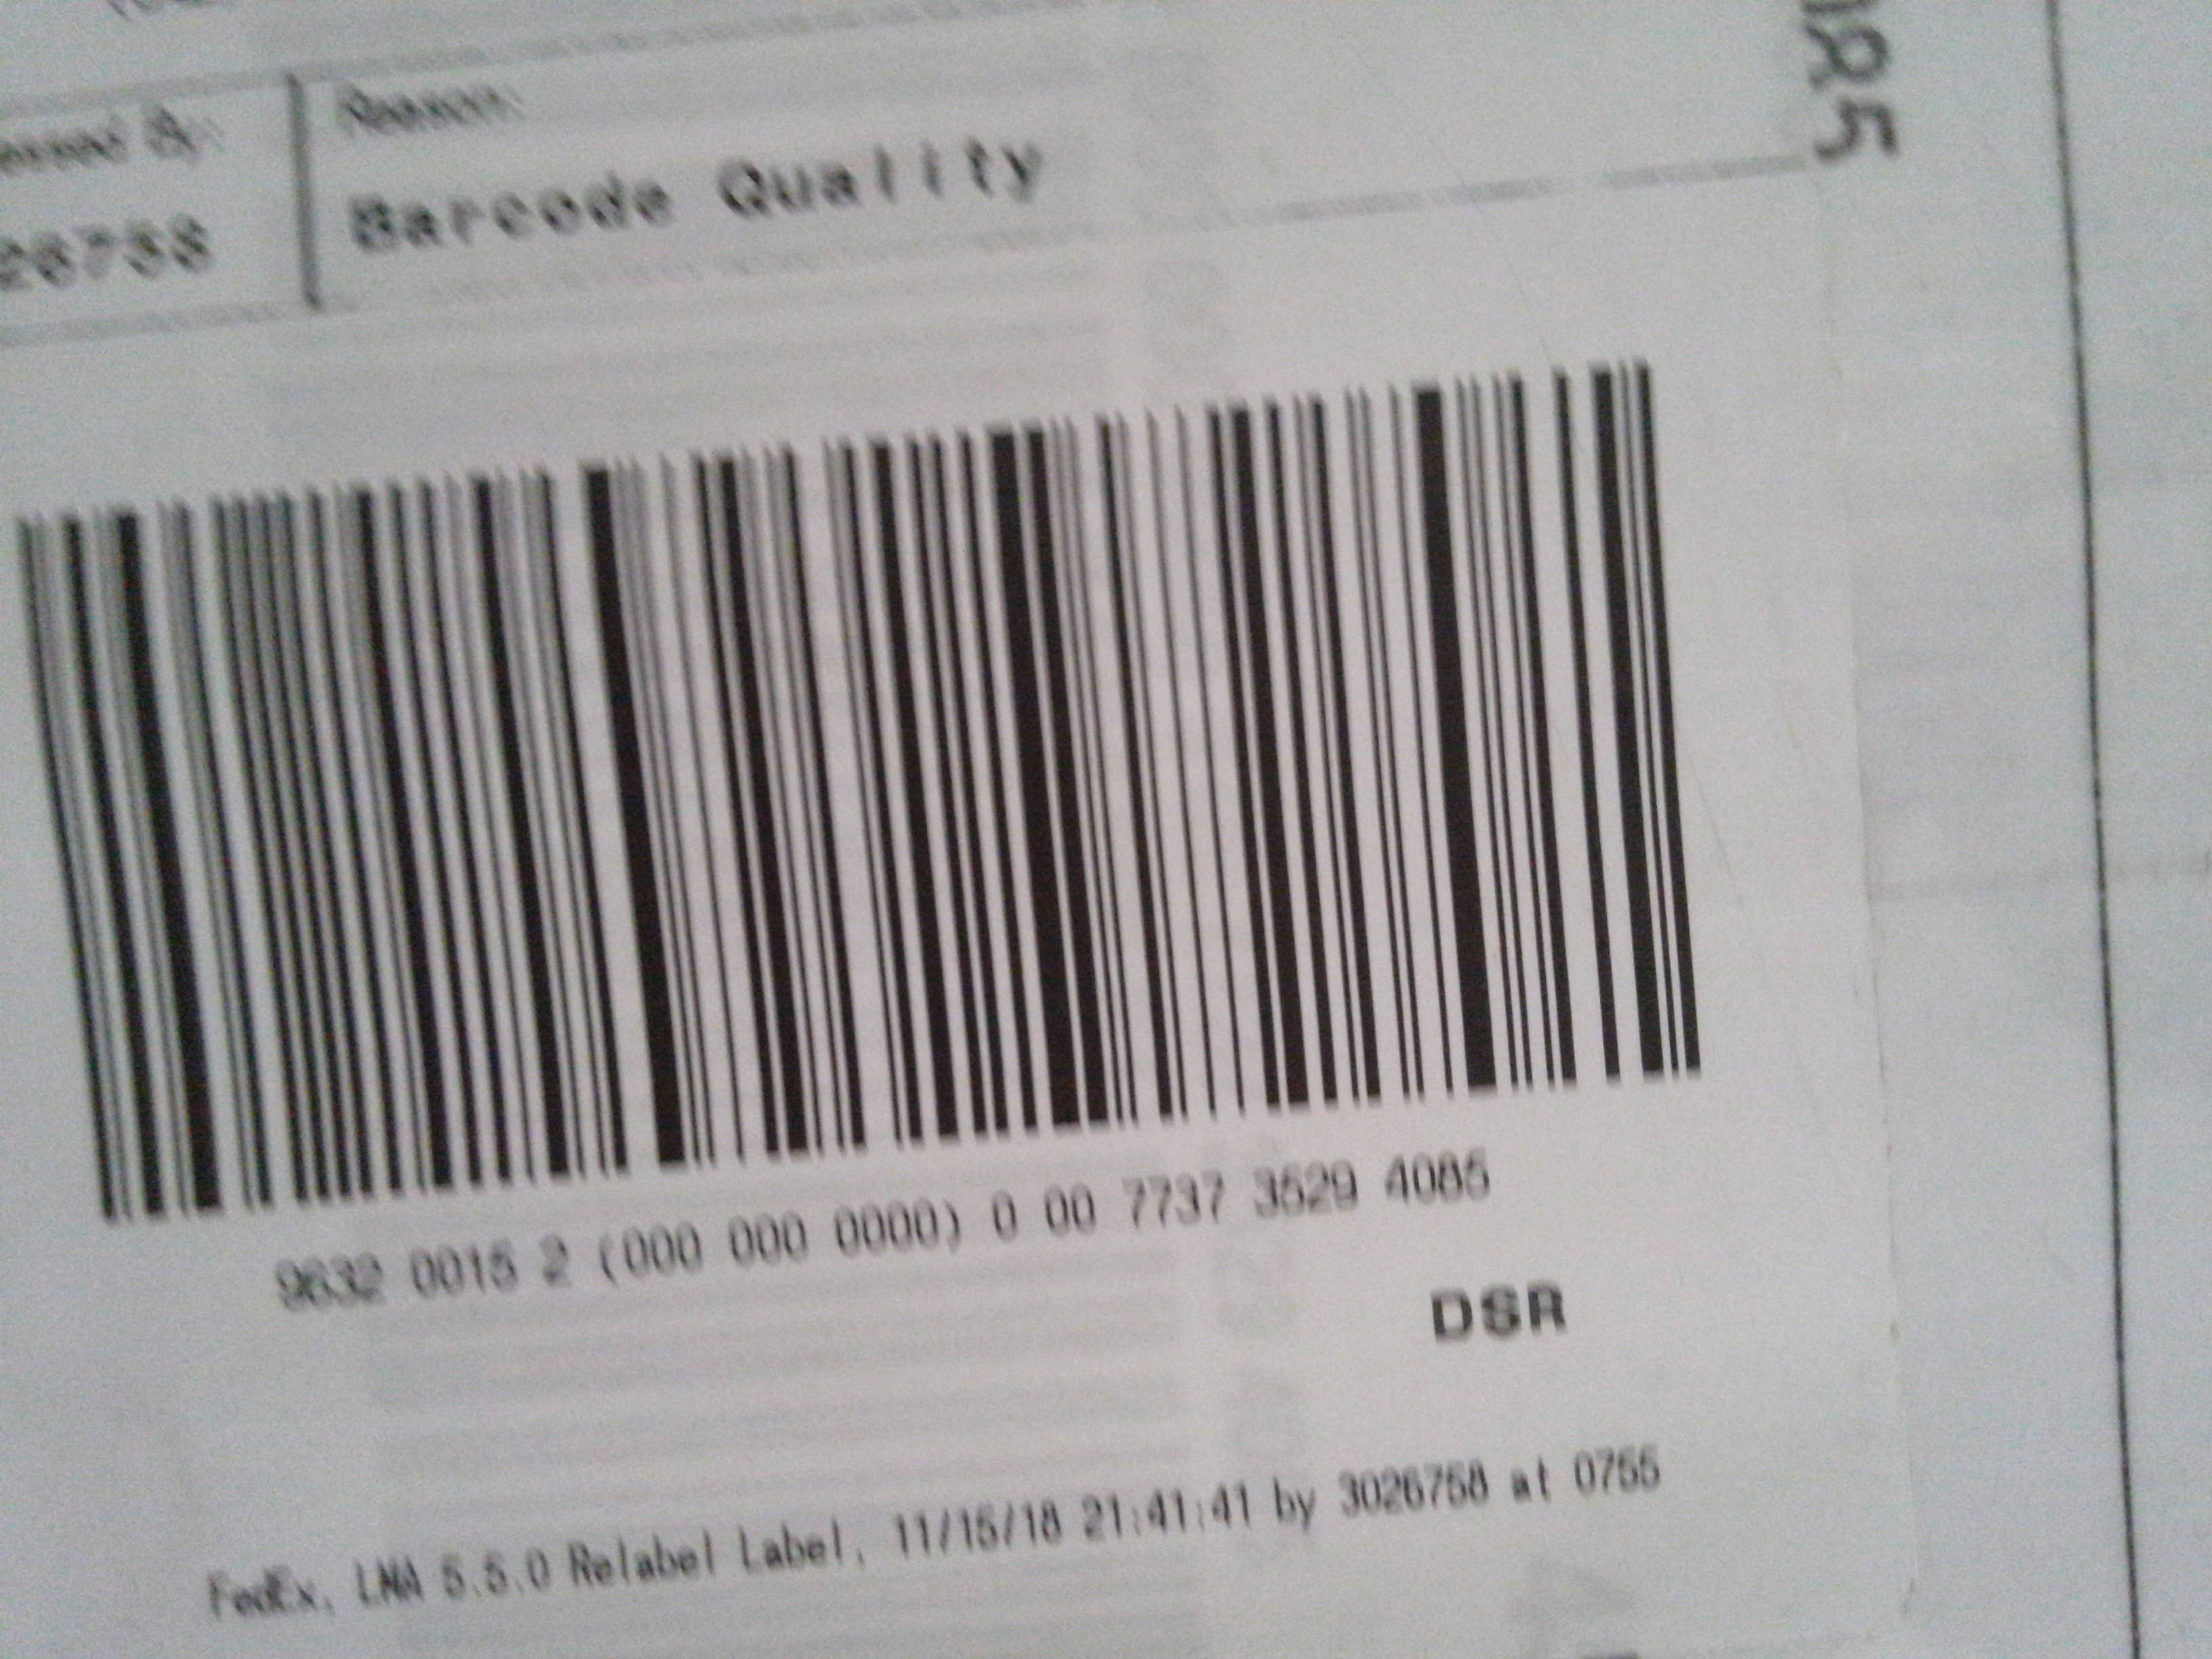 Reason:
Barcode Quality
26758
9632 0015 2 (000 000 0000) 0 00 7737 3529 4085
DSR
FedEx, LNA 5.5.0 Relabel Label, 11/15/18 21:41:41 by 3026758 at 0755